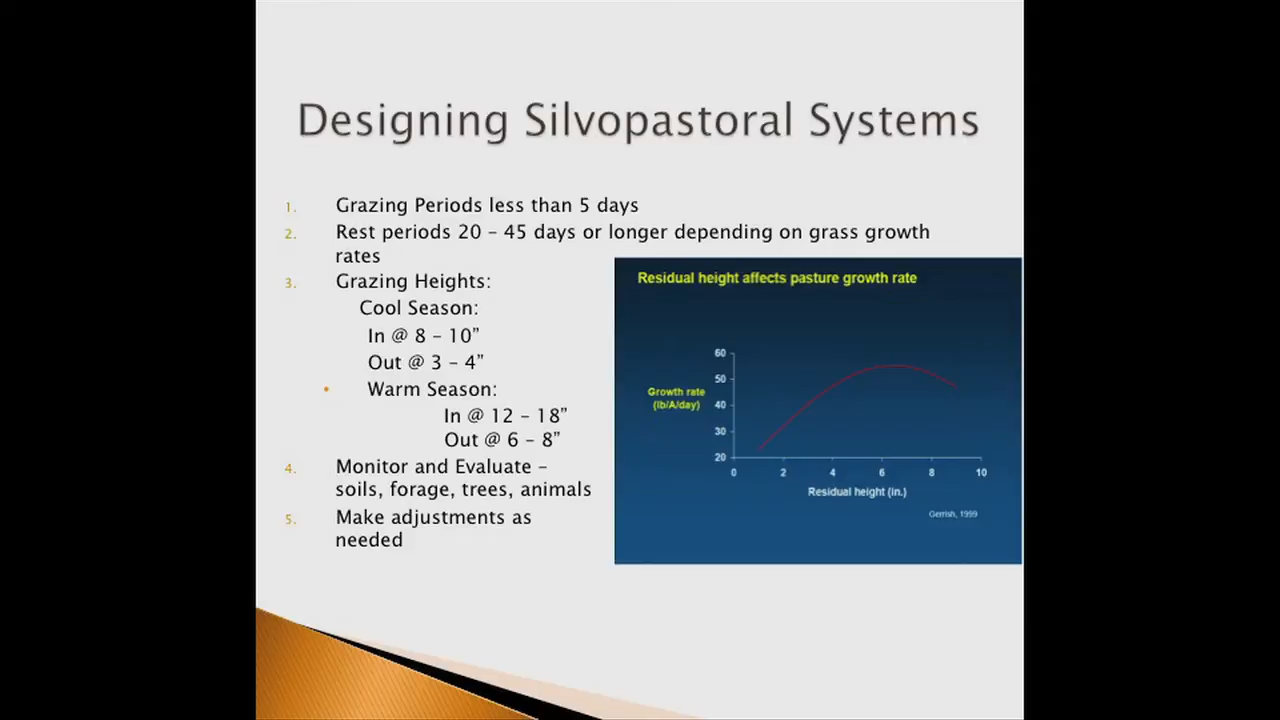 Designing Silvopastoral Systems
1. Grazing Periods less than 5 days
2. Rest periods 20 – 45 days or longer depending on grass growth
rates
3. Grazing Heights:
Cool Season:
In @ 8 – 10”
Out @ 3 – 4”
• Warm Season:
In @ 12 – 18”
Out @ 6 – 8”
4. Monitor and Evaluate –
soils, forage, trees, animals
5. Make adjustments as
needed
Residual height affects pasture growth rate
60
50
40
30
20
Growth rate
(lb/A/day)
0 2 4 6 8 10
Residual height (in.)
Gerrish, 1999